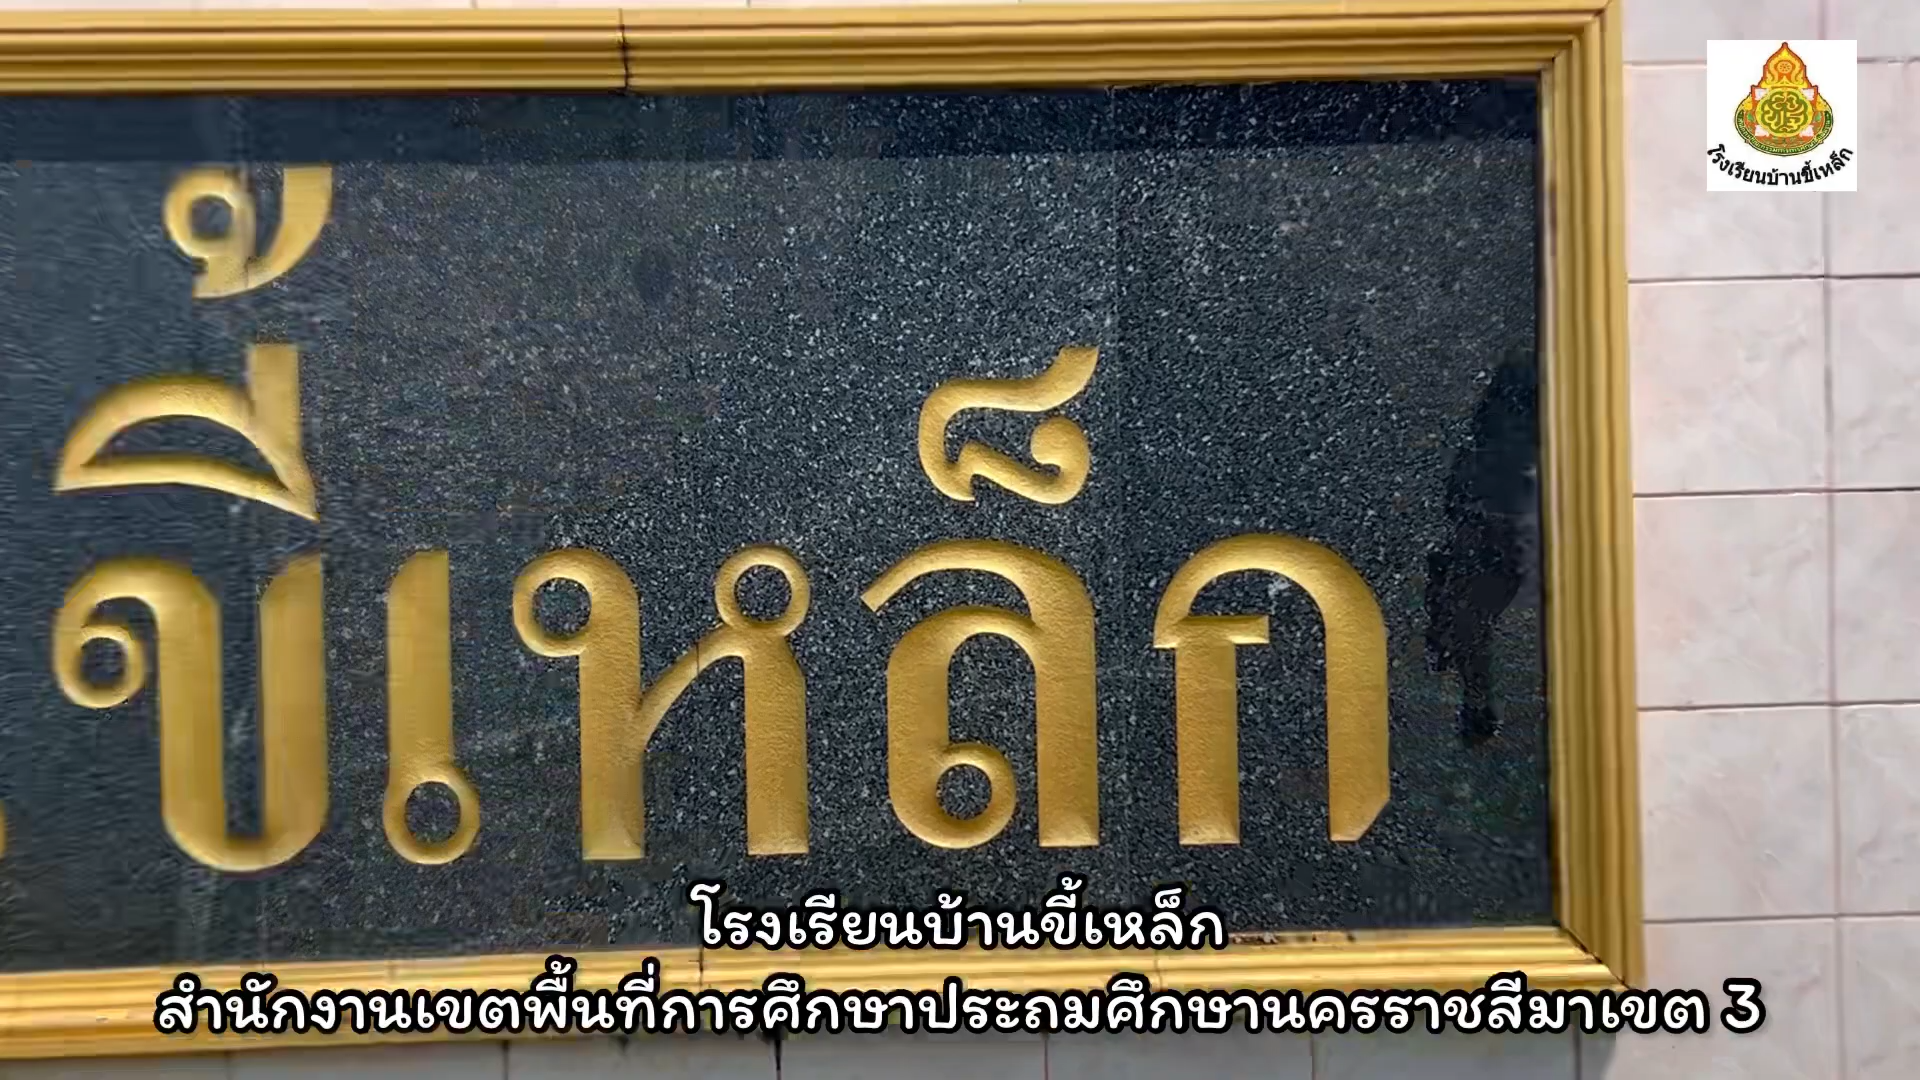 โรงเรียนบ้านขี้เหล็ก
ขี้เหล็ก
โรงเรียนบ้านขี้เหล็ก
สำนักงานเขตพื้นที่การศึกษาประถมศึกษานครราชสีมาเขต 3